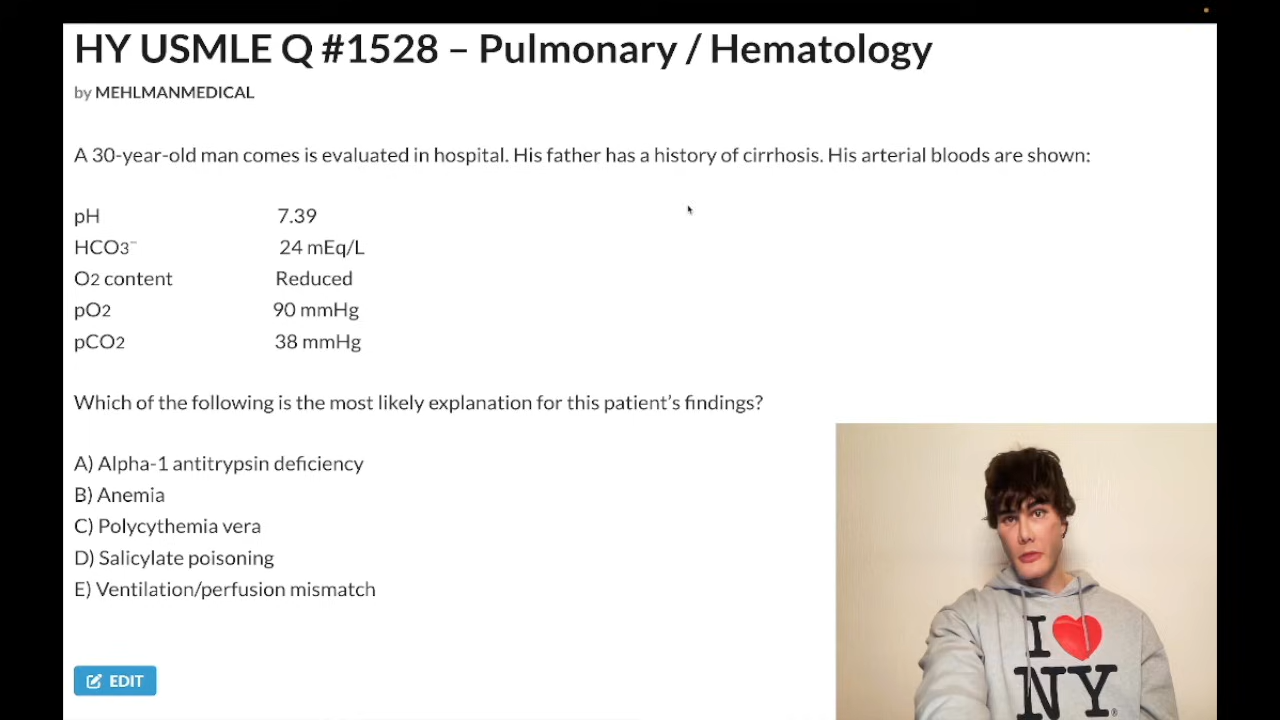 HY USMLE Q #1528 – Pulmonary / Hematology
by MEHLMANMEDICAL
A 30-year-old man comes is evaluated in hospital. His father has a history of cirrhosis. His arterial bloods are shown:
pH 7.39
HCO3⁻ 24 mEq/L
O2 content Reduced
pO2 90 mmHg
pCO2 38 mmHg
Which of the following is the most likely explanation for this patient’s findings?
A) Alpha-1 antitrypsin deficiency
B) Anemia
C) Polycythemia vera
D) Salicylate poisoning
E) Ventilation/perfusion mismatch
EDIT
I
NY